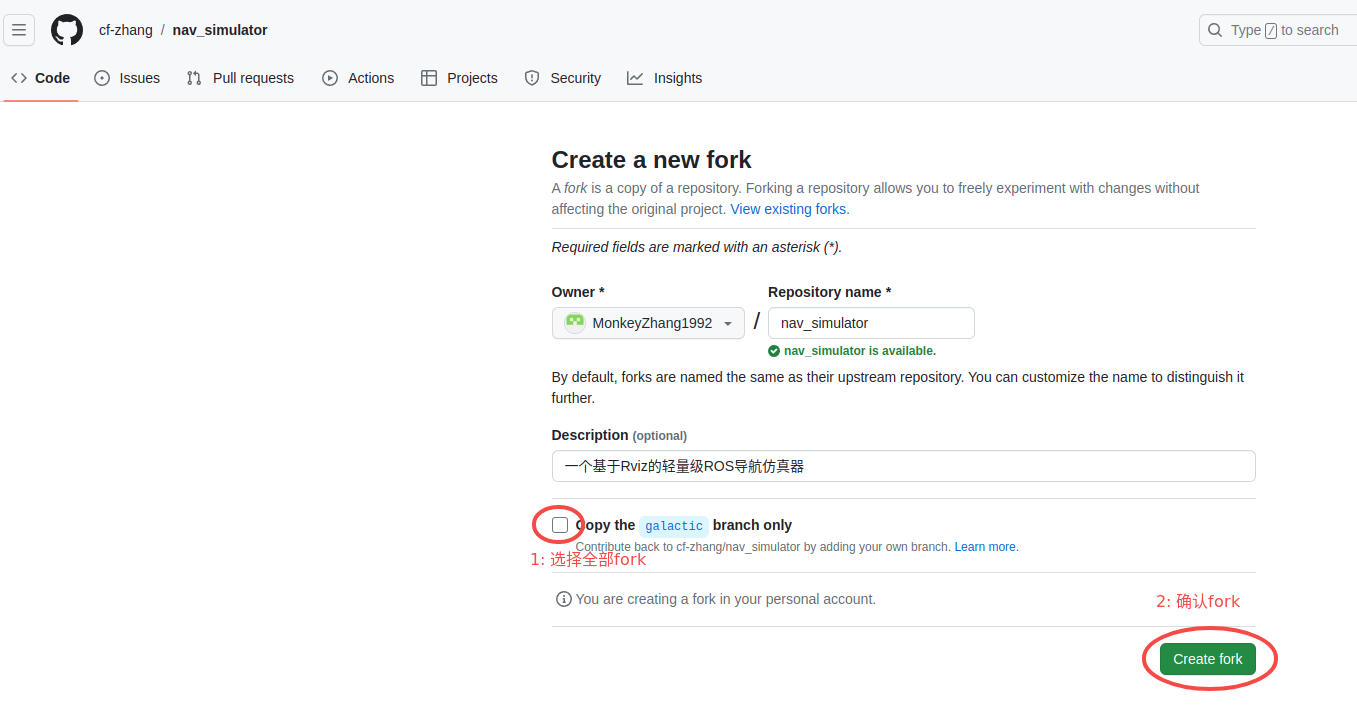 cf-zhang / nav_simulator
Type / to search
Code Issues Pull requests Actions Projects Security Insights
Create a new fork
A fork is a copy of a repository. Forking a repository allows you to freely experiment with changes without
affecting the original project. View existing forks.
Required fields are marked with an asterisk (*).
Owner * Repository name *
MonkeyZhang1992 / nav_simulator
nav_simulator is available.
By default, forks are named the same as their upstream repository. You can customize the name to distinguish it
further.
Description (optional)
一个基于Rviz的轻量级ROS导航仿真器
Copy the galactic branch only
Contribute back to cf-zhang/nav_simulator by adding your own branch. Learn more.
1: 选择全部fork
You are creating a fork in your personal account.
2: 确认fork
Create fork